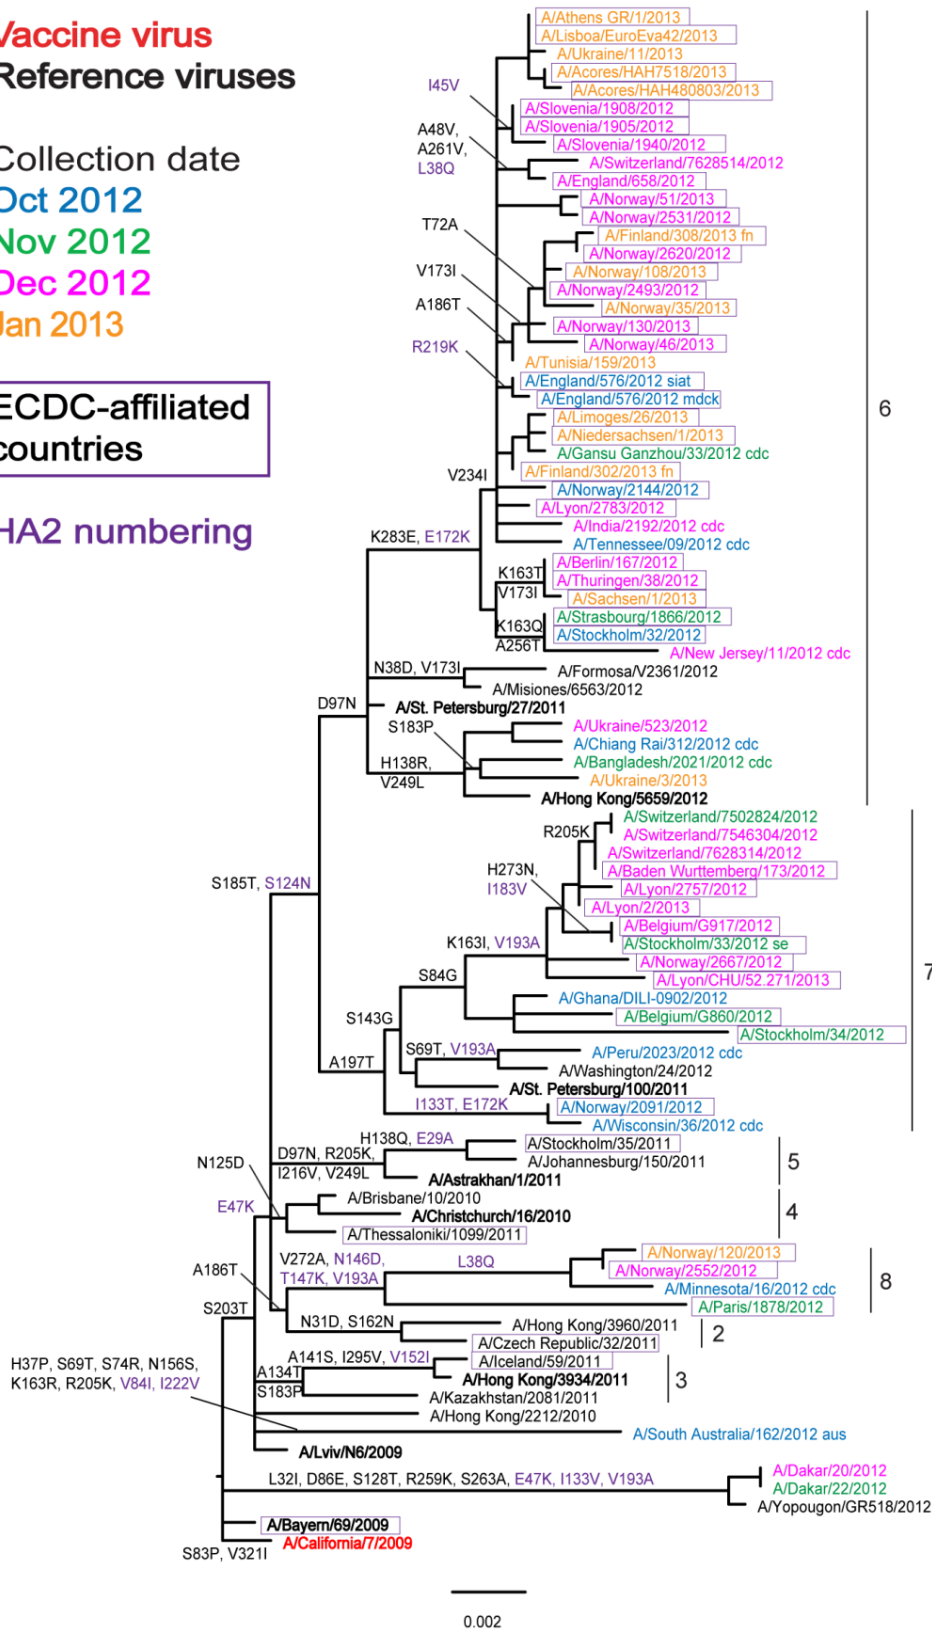 Vaccine virus
Reference viruses
Collection date
Oct 2012
Nov 2012
Dec 2012
Jan 2013
ECDC-affiliated
countries
HA2 numbering
A/Athens GR/1/2013
A/Lisboa/EuroEva42/2013
A/Ukraine/11/2013
A/Acores/HAH7518/2013
A/Acores/HAH480803/2013
I45V
A/Slovenia/1908/2012
A/Slovenia/1905/2012
A/Slovenia/1940/2012
A48V,
A261V,
L38Q
A/Switzerland/7628514/2012
A/England/658/2012
A/Norway/51/2013
A/Norway/2531/2012
T72A
A/Finland/308/2013 fn
A/Norway/2620/2012
A/Norway/108/2013
A/Norway/2493/2012
A/Norway/35/2013
V173I
A/Norway/130/2013
A/Norway/46/2013
A186T
A/Tunisia/159/2013
R219K
A/England/576/2012 siat
A/England/576/2012 mdck
A/Limoges/26/2013
A/Niedersachsen/1/2013
A/Gansu Ganzhou/33/2012 cdc
A/Finland/302/2013 fn
6
V234I
A/Norway/2144/2012
A/Lyon/2783/2012
A/India/2192/2012 cdc
A/Tennessee/09/2012 cdc
K283E, E172K
A/Berlin/167/2012
A/Thuringen/38/2012
A/Sachsen/1/2013
K163T
V173I
A/Strasbourg/1866/2012
A/Stockholm/32/2012
A/New Jersey/11/2012 cdc
K163Q
A256T
N38D, V173I
A/Formosa/V2361/2012
A/Misiones/6563/2012
D97N
A/St. Petersburg/27/2011
S183P
A/Ukraine/523/2012
A/Chiang Rai/312/2012 cdc
A/Bangladesh/2021/2012 cdc
A/Ukraine/3/2013
H138R,
V249L
A/Hong Kong/5659/2012
A/Switzerland/7502824/2012
R205K
A/Switzerland/7546304/2012
A/Switzerland/7628314/2012
A/Baden Wurttemberg/173/2012
H273N,
I183V
A/Lyon/2757/2012
A/Lyon/2/2013
S185T, S124N
A/Belgium/G917/2012
A/Stockholm/33/2012 se
K163I, V193A
A/Norway/2667/2012
A/Lyon/CHU/52.271/2013
7
S84G
A/Ghana/DILI-0902/2012
A/Belgium/G860/2012
A/Stockholm/34/2012
S143G
A197T
S69T, V193A
A/Peru/2023/2012 cdc
A/Washington/24/2012
A/St. Petersburg/100/2011
I133T, E172K
A/Norway/2091/2012
A/Wisconsin/36/2012 cdc
H138Q, E29A
A/Stockholm/35/2011
A/Johannesburg/150/2011
D97N, R205K,
I216V, V249L
A/Astrakhan/1/2011
5
N125D
A/Brisbane/10/2010
A/Christchurch/16/2010
A/Thessaloniki/1099/2011
4
E47K
V272A, N146D,
T147K, V193A
L38Q
A/Norway/120/2013
A/Norway/2552/2012
A/Minnesota/16/2012 cdc
A/Paris/1878/2012
8
A186T
S203T
N31D, S162N
A/Hong Kong/3960/2011
A/Czech Republic/32/2011
2
A141S, I295V, V152I
A/Iceland/59/2011
A/Hong Kong/3934/2011
A134T
S183P
A/Kazakhstan/2081/2011
3
A/Hong Kong/2212/2010
H37P, S69T, S74R, N156S,
K163R, R205K, V84I, I222V
A/South Australia/162/2012 aus
A/Lviv/N6/2009
L32I, D86E, S128T, R259K, S263A, E47K, I133V, V193A
A/Dakar/20/2012
A/Dakar/22/2012
A/Yopougon/GR518/2012
A/Bayern/69/2009
A/California/7/2009
S83P, V321I
0.002